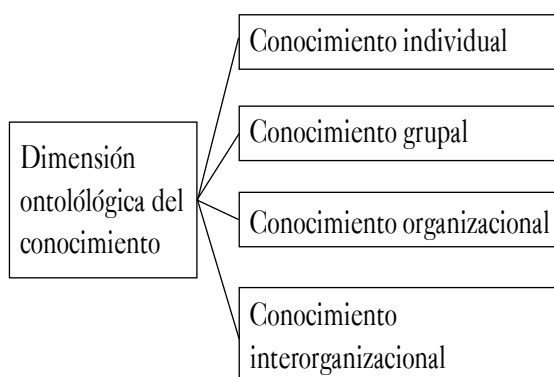 Conocimiento individual
Conocimiento grupal
Dimensión
ontolólógica del
conocimiento
Conocimiento organizacional
Conocimiento
interorganizacional